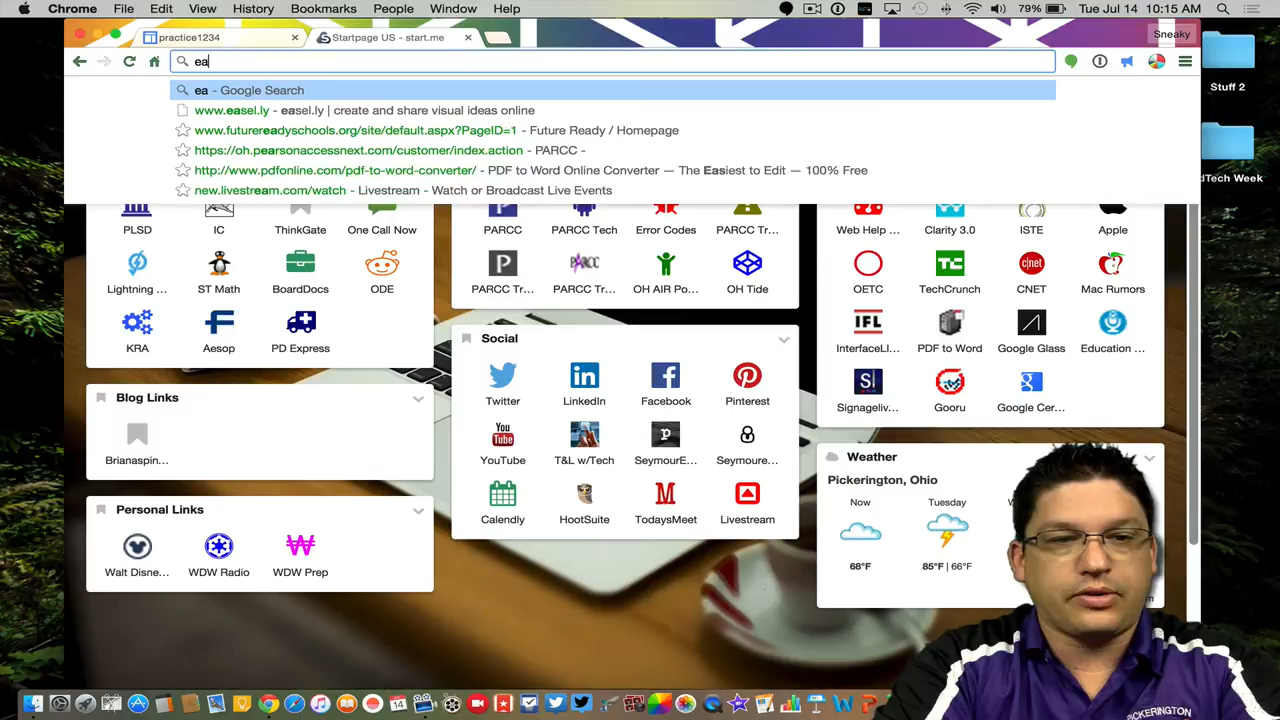 Chrome File Edit View History Bookmarks People Window Help 79% Tue Jul 14 10:15 AM
practice1234 Startpage US - start.me Sneaky
ea
ea - Google Search
www.easel.ly - easel.ly | create and share visual ideas online
www.futurereadyschools.org/site/default.aspx?PageID=1 - Future Ready / Homepage
https://oh.pearsonaccessnext.com/customer/index.action - PARCC -
http://www.pdfonline.com/pdf-to-word-converter/ - PDF to Word Online Converter — The Easiest to Edit — 100% Free
new.livestream.com/watch - Livestream - Watch or Broadcast Live Events
Stuff 2
dTech Week
PLSD IC ThinkGate One Call Now
Lightning ... ST Math BoardDocs ODE
KRA Aesop PD Express
Blog Links
Brianaspin...
Personal Links
Walt Disne... WDW Radio WDW Prep
PARCC PARCC Tech Error Codes PARCC Tr...
PARCC Tr... PARCC Tr... OH AIR Po... OH Tide
Social
Twitter LinkedIn Facebook Pinterest
YouTube T&L w/Tech SeymourE... Seymoure...
Calendly HootSuite TodaysMeet Livestream
Web Help ... Clarity 3.0 ISTE Apple
OETC TechCrunch CNET Mac Rumors
InterfaceLI... PDF to Word Google Glass Education ...
Signageliv... Gooru Google Cer...
Weather
Pickerington, Ohio
Now Tuesday
68°F 85°F | 66°F
PICKERINGTON